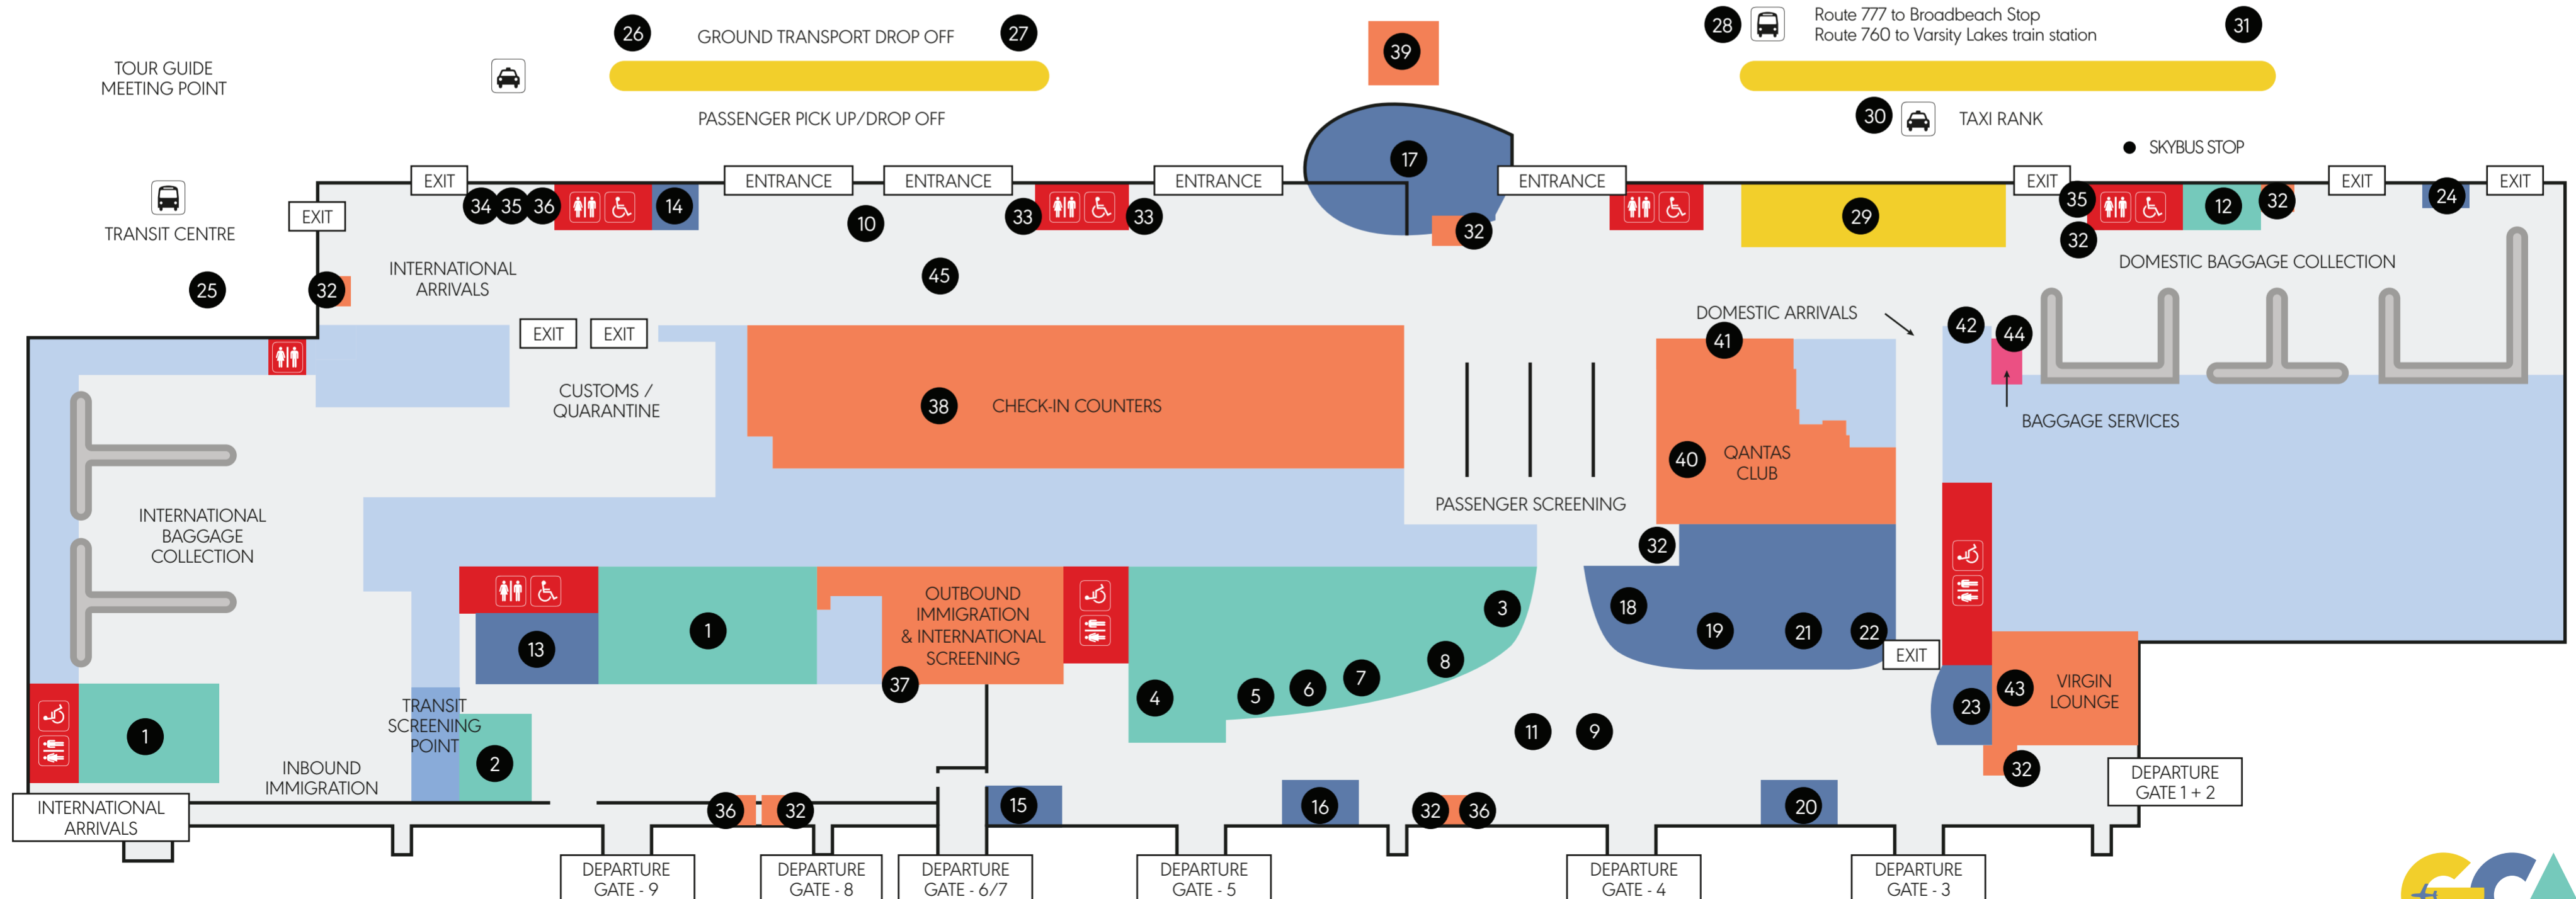 26
GROUND TRANSPORT DROP OFF
27
39
28
Route 777 to Broadbeach Stop
Route 760 to Varsity Lakes train station
31
TOUR GUIDE
MEETING POINT
PASSENGER PICK UP/DROP OFF
30
TAXI RANK
SKYBUS STOP
17
EXIT
ENTRANCE
ENTRANCE
ENTRANCE
ENTRANCE
EXIT
EXIT
EXIT
EXIT
34
35
36
14
10
33
33
32
29
35
12
32
24
32
TRANSIT CENTRE
25
32
INTERNATIONAL
ARRIVALS
45
DOMESTIC BAGGAGE COLLECTION
DOMESTIC ARRIVALS
42
44
41
EXIT
EXIT
CUSTOMS /
QUARANTINE
38
CHECK-IN COUNTERS
BAGGAGE SERVICES
40
QANTAS
CLUB
PASSENGER SCREENING
INTERNATIONAL
BAGGAGE
COLLECTION
32
OUTBOUND
IMMIGRATION
& INTERNATIONAL
SCREENING
37
13
1
3
8
7
6
5
4
18
19
21
22
EXIT
23
43
VIRGIN
LOUNGE
TRANSIT
SCREENING
POINT
1
2
11
9
INBOUND
IMMIGRATION
32
DEPARTURE
GATE 1 + 2
INTERNATIONAL
ARRIVALS
36
32
15
16
32
36
20
DEPARTURE
GATE - 9
DEPARTURE
GATE - 8
DEPARTURE
GATE - 6/7
DEPARTURE
GATE - 5
DEPARTURE
GATE - 4
DEPARTURE
GATE - 3
GCA